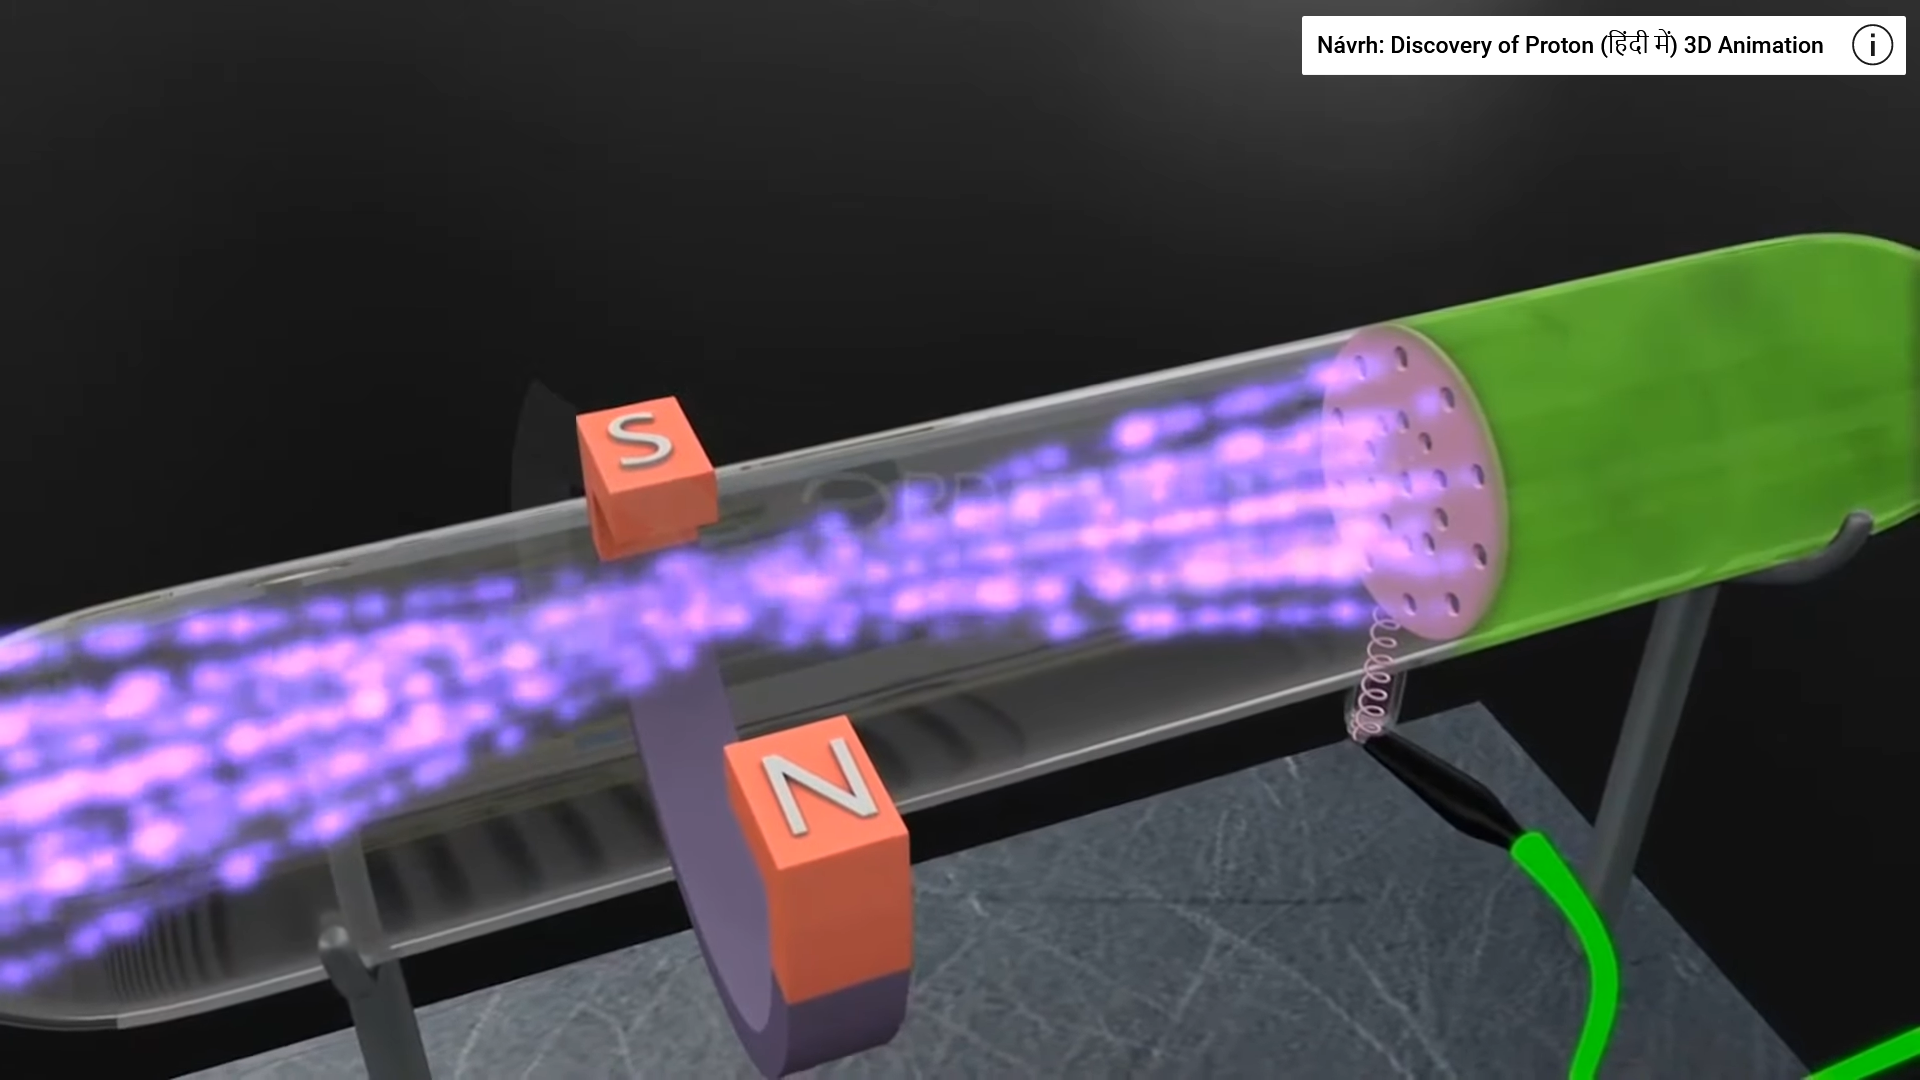 Návrh: Discovery of Proton (हिंदी में) 3D Animation
S
N